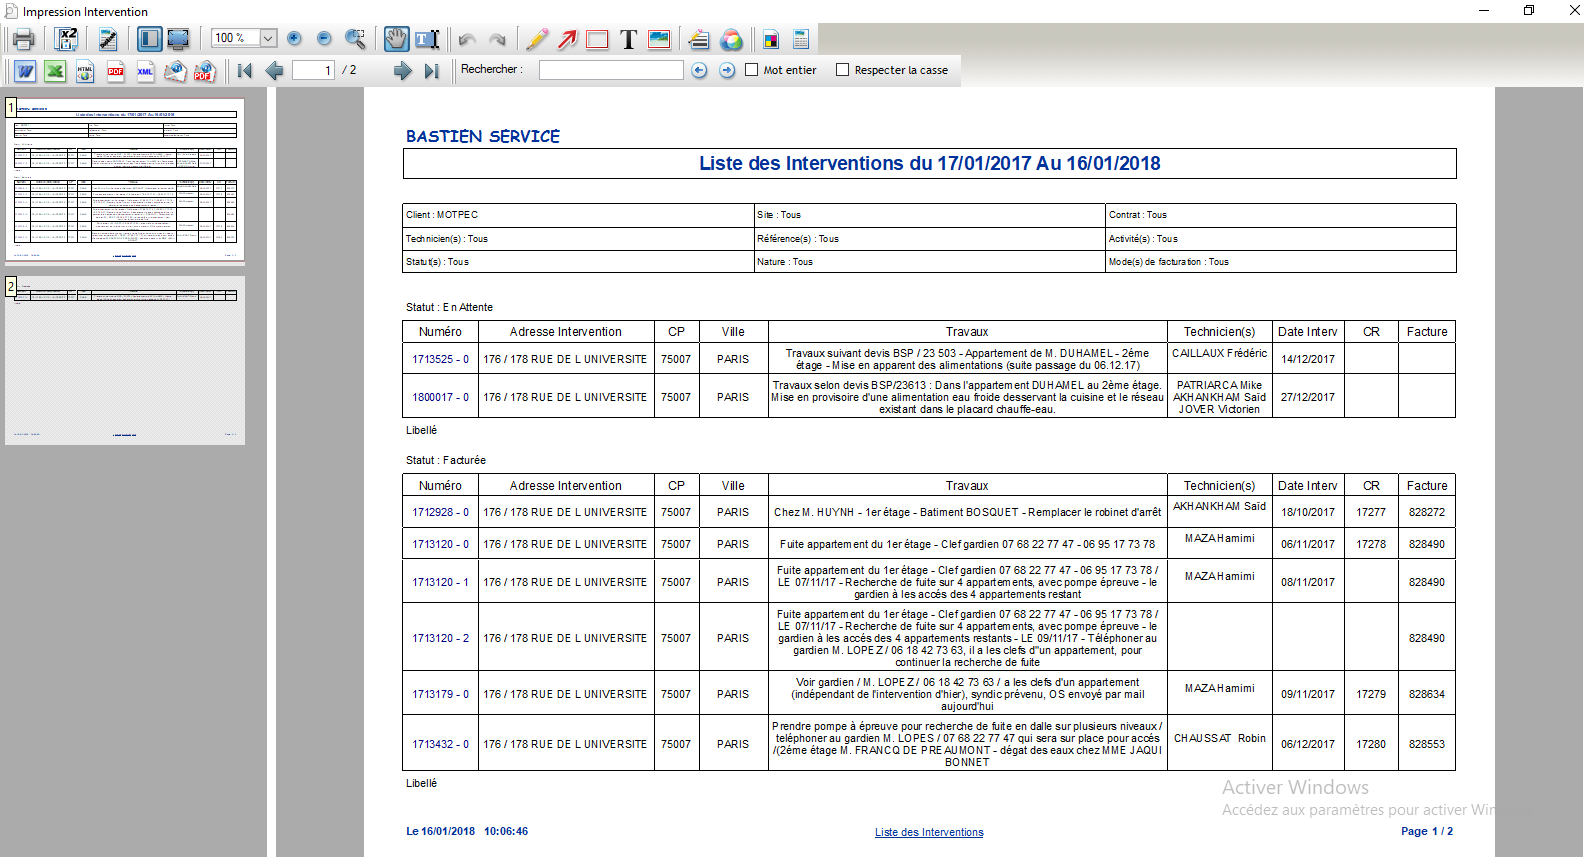 Impression Intervention
100 %
1 / 2
Rechercher :
Mot entier
Respecter la casse
1
2
BASTIEN SERVICE
Liste des Interventions du 17/01/2017 Au 16/01/2018
Client : MOTPEC Site : Tous Contrat : Tous
Technicien(s) : Tous Référence(s) : Tous Activité(s) : Tous
Statut(s) : Tous Nature : Tous Mode(s) de facturation : Tous
Statut : En Attente
Numéro Adresse Intervention CP Ville Travaux Technicien(s) Date Interv CR Facture
1713525 - 0 176 / 178 RUE DE L UNIVERSITE 75007 PARIS
Travaux suivant devis BSP / 23 503 - Appartement de M. DUHAMEL - 2éme
étage - Mise en apparent des alimentations (suite passage du 06.12.17)
CAILLAUX Frédéric 14/12/2017
1800017 - 0 176 / 178 RUE DE L UNIVERSITE 75007 PARIS
Travaux selon devis BSP/23613 : Dans l'appartement DUHAMEL au 2ème étage.
Mise en provisoire d'une alimentation eau froide desservant la cuisine et le réseau
existant dans le placard chauffe-eau.
PATRIARCA Mike
AKHANKHAM Saïd
JOVER Victorien
27/12/2017
Libellé
Statut : Facturée
Numéro Adresse Intervention CP Ville Travaux Technicien(s) Date Interv CR Facture
1712928 - 0 176 / 178 RUE DE L UNIVERSITE 75007 PARIS Chez M. HUYNH - 1er étage - Batiment BOSQUET - Remplacer le robinet d'arrêt AKHANKHAM Saïd 18/10/2017 17277 828272
1713120 - 0 176 / 178 RUE DE L UNIVERSITE 75007 PARIS Fuite appartement du 1er étage - Clef gardien 07 68 22 77 47 - 06 95 17 73 78 MAZA Hamimi 06/11/2017 17278 828490
1713120 - 1 176 / 178 RUE DE L UNIVERSITE 75007 PARIS
Fuite appartement du 1er étage - Clef gardien 07 68 22 77 47 - 06 95 17 73 78 /
LE 07/11/17 - Recherche de fuite sur 4 appartements, avec pompe épreuve - le
gardien à les accés des 4 appartements restant
MAZA Hamimi 08/11/2017 828490
1713120 - 2 176 / 178 RUE DE L UNIVERSITE 75007 PARIS
Fuite appartement du 1er étage - Clef gardien 07 68 22 77 47 - 06 95 17 73 78 /
LE 07/11/17 - Recherche de fuite sur 4 appartements, avec pompe épreuve - le
gardien à les accés des 4 appartements restants - LE 09/11/17 - Téléphoner au
gardien M. LOPEZ / 06 18 42 73 63, il a les clefs d''un appartement, pour
continuer la recherche de fuite
828490
1713179 - 0 176 / 178 RUE DE L UNIVERSITE 75007 PARIS
Voir gardien / M. LOPEZ / 06 18 42 73 63 / a les clefs d'un appartement
(indépendant de l'intervention d'hier), syndic prévenu, OS envoyé par mail
aujourd'hui
MAZA Hamimi 09/11/2017 17279 828634
1713432 - 0 176 / 178 RUE DE L UNIVERSITE 75007 PARIS
Prendre pompe à épreuve pour recherche de fuite en dalle sur plusieurs niveaux /
teléphoner au gardien M. LOPES / 07 68 22 77 47 qui sera sur place pour accés
/(2éme étage M. FRANCQ DE PREAUMONT - dégat des eaux chez MME JAQUI
BONNET
CHAUSSAT Robin 06/12/2017 17280 828553
Libellé
Activer Windows
Accédez aux paramètres pour activer Win
Le 16/01/2018 10:06:46 Liste des Interventions Page 1 / 2